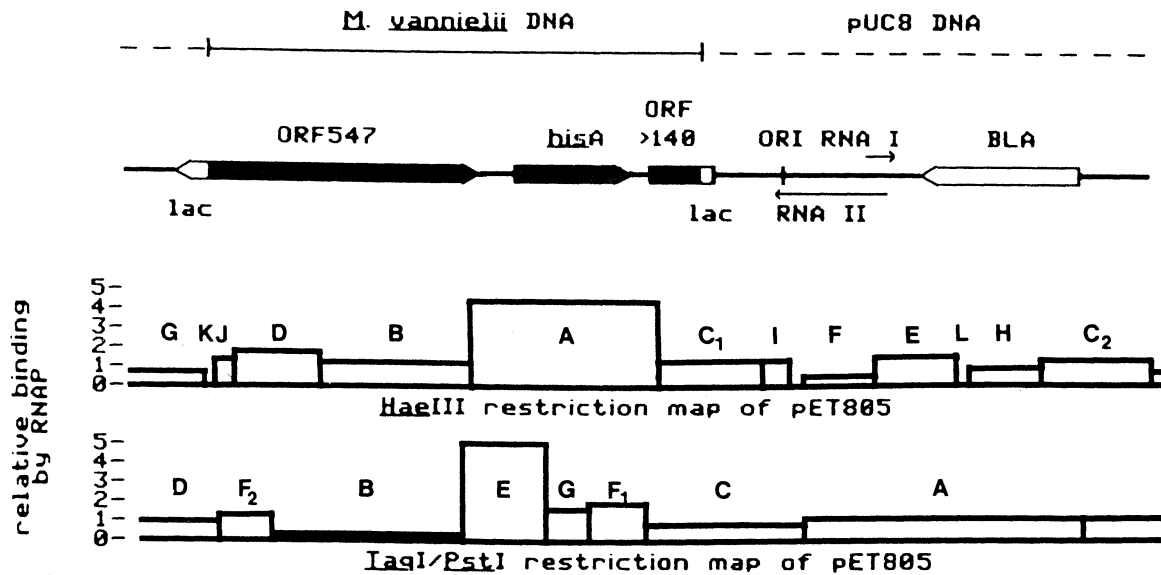 M. vannielii DNA pUC8 DNA
ORF547 hisA ORF >140 ORI RNA I BLA
lac lac RNA II
relative binding by RNAP
5-
4-
3-
2-
1-
0-
G K J D B A C1 I F E L H C2
HaeIII restriction map of pET805
5-
4-
3-
2-
1-
0-
D F2 B E G F1 C A
TaqI/PstI restriction map of pET805